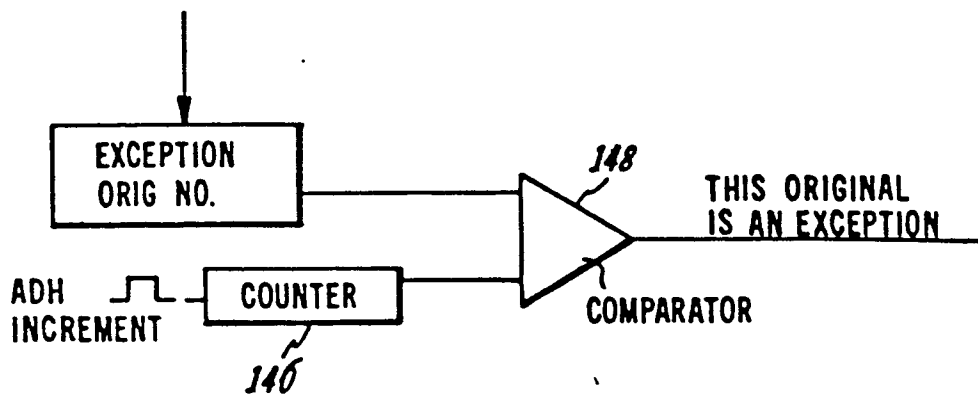 EXCEPTION
ORIG NO.
148
THIS ORIGINAL
IS AN EXCEPTION
ADH
INCREMENT
COUNTER
COMPARATOR
146